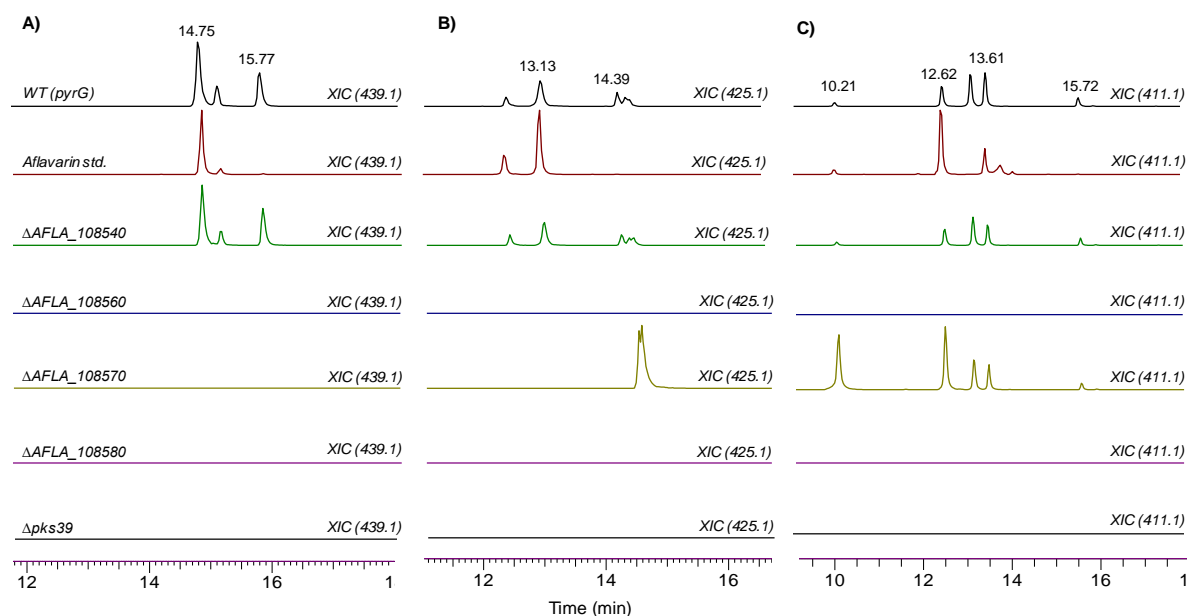 A) B) C)
14.75 15.77 13.13 14.39 10.21 12.62 13.61 15.72
WT (pyrG) XIC (439.1) XIC (425.1) XIC (411.1)
Aflavarin std. XIC (439.1) XIC (425.1) XIC (411.1)
ΔAFLA_108540 XIC (439.1) XIC (425.1) XIC (411.1)
ΔAFLA_108560 XIC (439.1) XIC (425.1) XIC (411.1)
ΔAFLA_108570 XIC (439.1) XIC (425.1) XIC (411.1)
ΔAFLA_108580 XIC (439.1) XIC (425.1) XIC (411.1)
Δpks39 XIC (439.1) XIC (425.1) XIC (411.1)
12 14 16 1 12 14 16 10 12 14 16 1
Time (min)